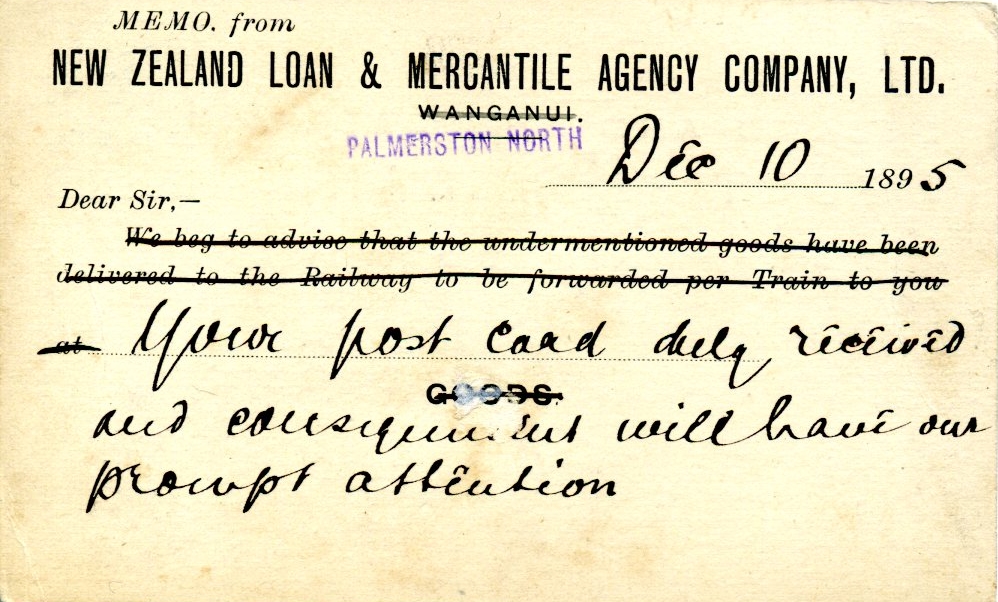 MEMO. from
NEW ZEALAND LOAN & MERCANTILE AGENCY COMPANY, LTD.
WANGANUI.
PALMERSTON NORTH
Dec 10 1895
Dear Sir,—
We beg to advise that the undermentioned goods have been
delivered to the Railway to be forwarded per Train to you
at Your post card duly received
GOODS.
and consignment will have our
prompt attention